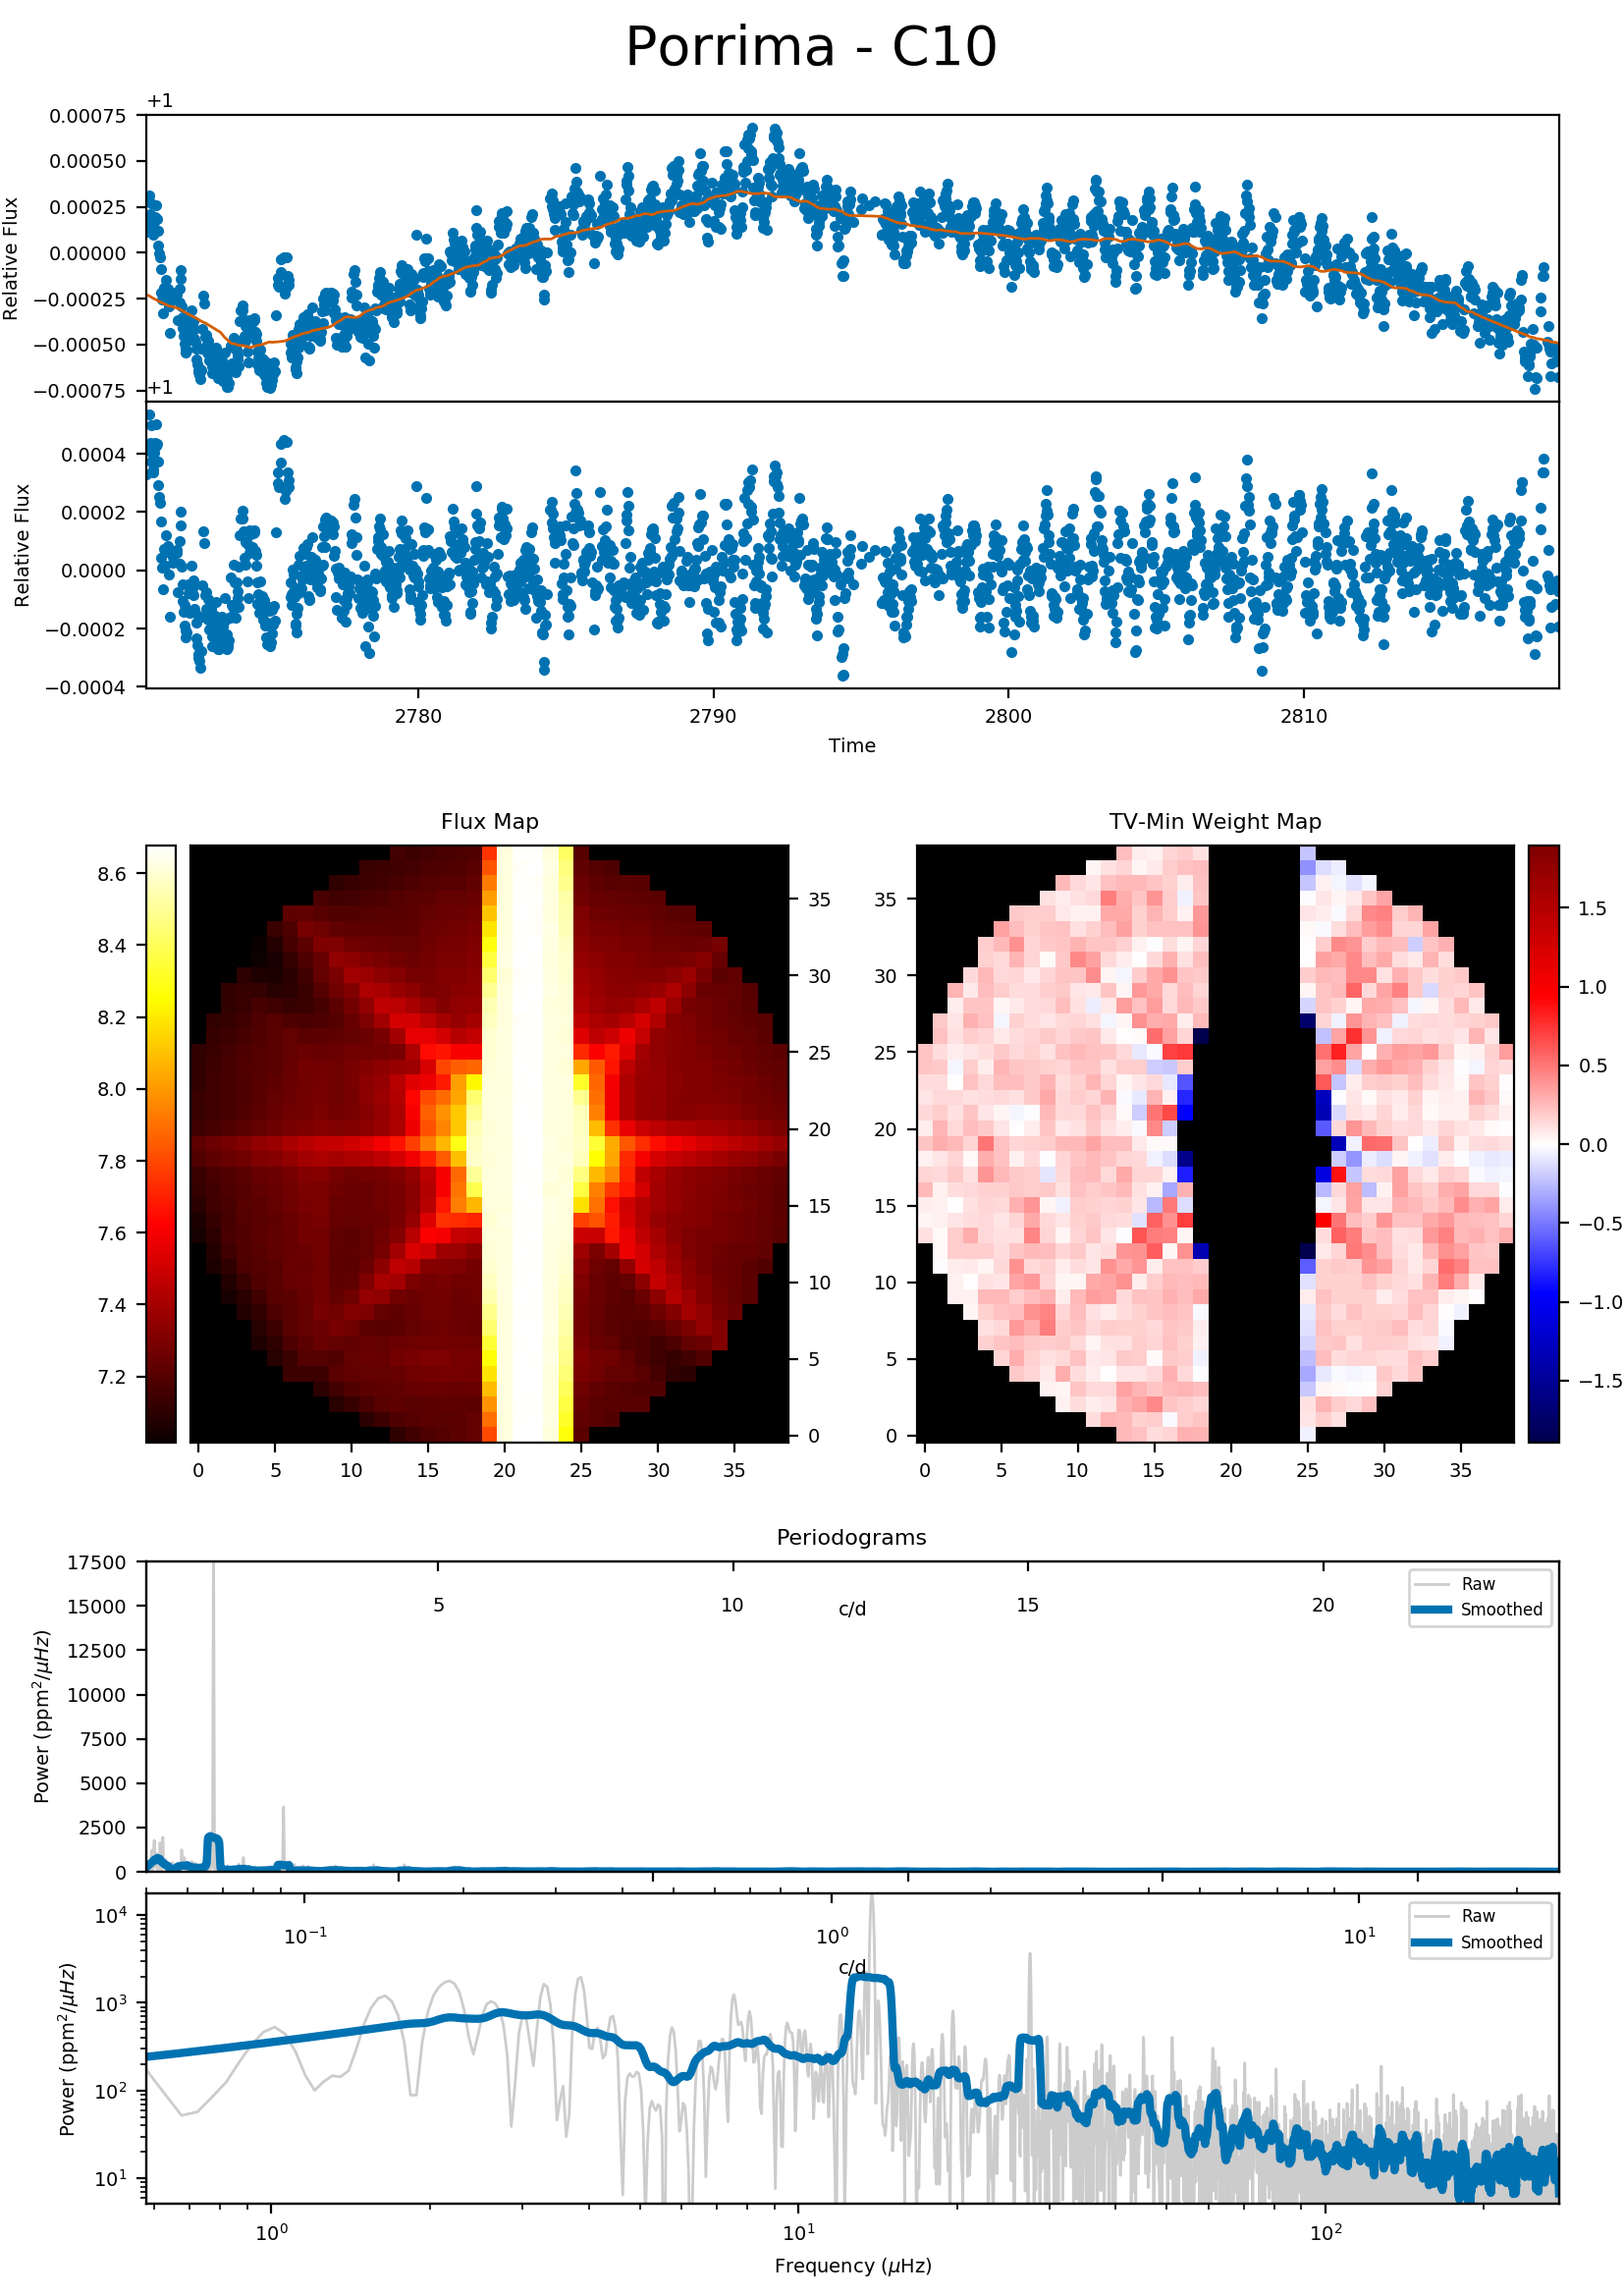 Porrima - C10
+1
0.00075
0.00050
0.00025
0.00000
−0.00025
−0.00050
−0.00075
Relative Flux
+1
0.0004
0.0002
0.0000
−0.0002
−0.0004
Relative Flux
2780 2790 2800 2810
Time
Flux Map
8.6
8.4
8.2
8.0
7.8
7.6
7.4
7.2
35
30
25
20
15
10
5
0
0 5 10 15 20 25 30 35
TV-Min Weight Map
35
30
25
20
15
10
5
0
0 5 10 15 20 25 30 35
1.5
1.0
0.5
0.0
−0.5
−1.0
−1.5
Periodograms
17500
15000
12500
10000
7500
5000
2500
0
Power (ppm²/μHz)
5 10 15 20
c/d
Raw
Smoothed
10⁴
10³
10²
10¹
Power (ppm²/μHz)
10⁻¹ 10⁰ 10¹
c/d
Raw
Smoothed
10⁰ 10¹ 10²
Frequency (μHz)